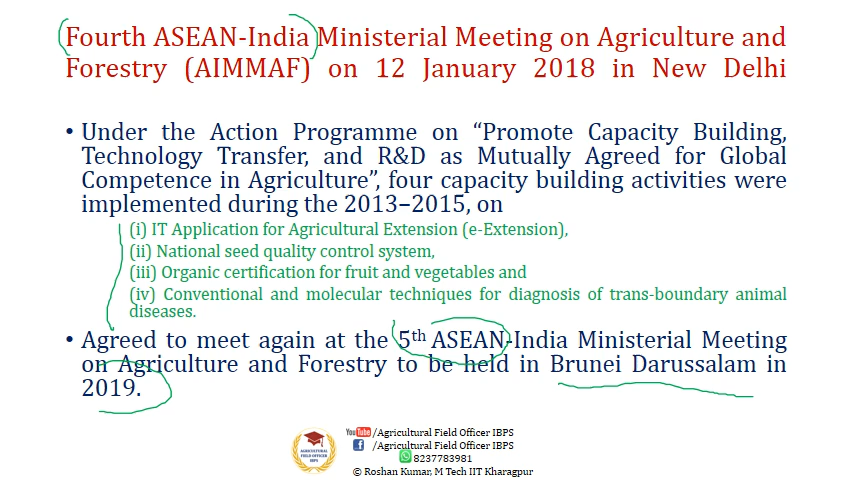 Fourth ASEAN-India Ministerial Meeting on Agriculture and
Forestry (AIMMAF) on 12 January 2018 in New Delhi
• Under the Action Programme on “Promote Capacity Building,
Technology Transfer, and R&D as Mutually Agreed for Global
Competence in Agriculture”, four capacity building activities were
implemented during the 2013–2015, on
(i) IT Application for Agricultural Extension (e-Extension),
(ii) National seed quality control system,
(iii) Organic certification for fruit and vegetables and
(iv) Conventional and molecular techniques for diagnosis of trans-boundary animal
diseases.
• Agreed to meet again at the 5th ASEAN-India Ministerial Meeting
on Agriculture and Forestry to be held in Brunei Darussalam in
2019.
AGRICULTURAL
FIELD OFFICER
IBPS
YouTube /Agricultural Field Officer IBPS
f /Agricultural Field Officer IBPS
8237783981
© Roshan Kumar, M Tech IIT Kharagpur